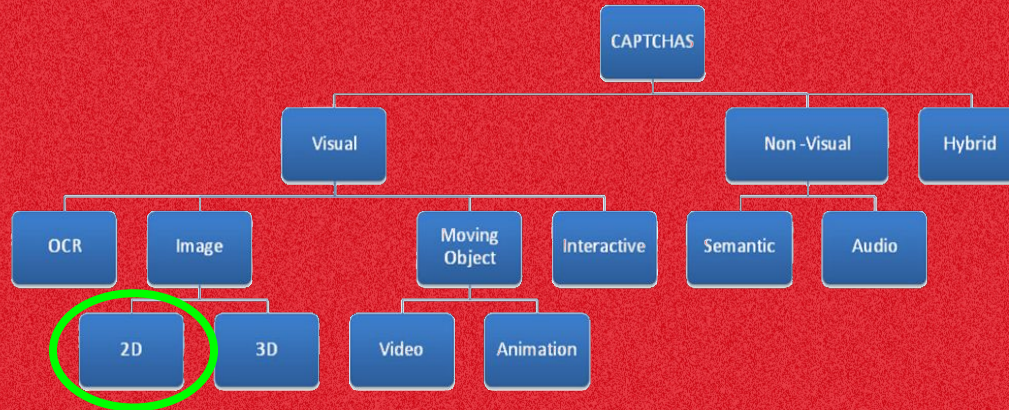 CAPTCHAS
Visual
Non -Visual
Hybrid
OCR
Image
Moving
Object
Interactive
Semantic
Audio
2D
3D
Video
Animation